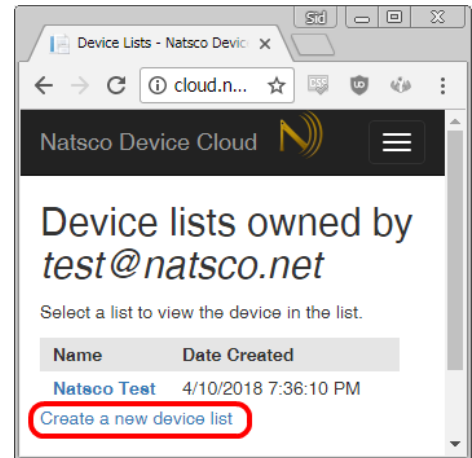 Sid
Device Lists - Natsco Devic
cloud.n...
CSS
UD
Natsco Device Cloud
Device lists owned by
test@natsco.net
Select a list to view the device in the list.
Name Date Created
Natsco Test 4/10/2018 7:36:10 PM
Create a new device list